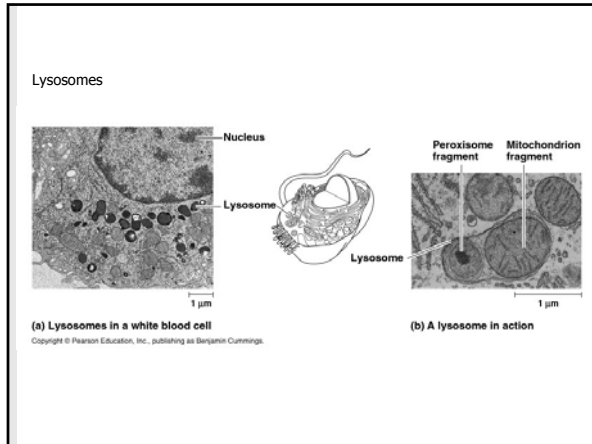 Lysosomes
Nucleus
Lysosome
1 µm
(a) Lysosomes in a white blood cell
Copyright © Pearson Education, Inc., publishing as Benjamin Cummings.
Peroxisome
fragment
Mitochondrion
fragment
Lysosome
1 µm
(b) A lysosome in action